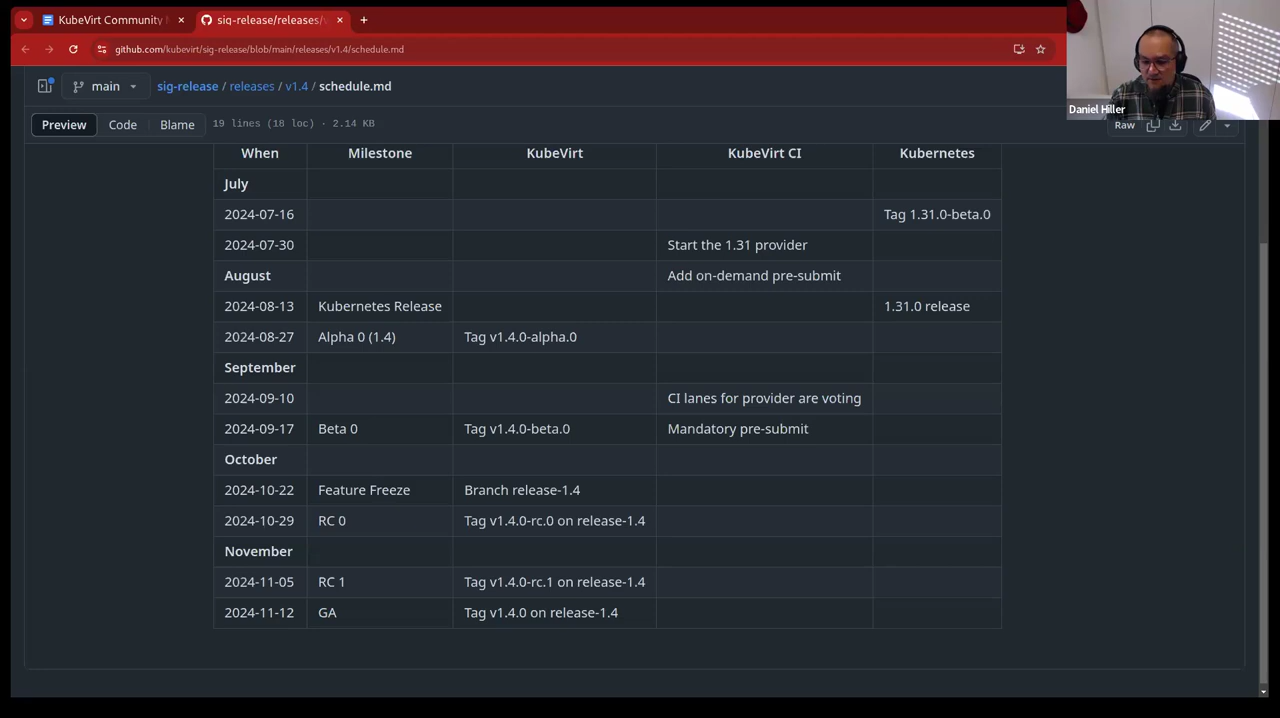 KubeVirt Community
sig-release/releases/v
github.com/kubevirt/sig-release/blob/main/releases/v1.4/schedule.md
main
sig-release / releases / v1.4 / schedule.md
Daniel Hiller
Preview Code Blame 19 lines (18 loc) · 2.14 KB Raw
When Milestone KubeVirt KubeVirt CI Kubernetes
July
2024-07-16 Tag 1.31.0-beta.0
2024-07-30 Start the 1.31 provider
August Add on-demand pre-submit
2024-08-13 Kubernetes Release 1.31.0 release
2024-08-27 Alpha 0 (1.4) Tag v1.4.0-alpha.0
September
2024-09-10 CI lanes for provider are voting
2024-09-17 Beta 0 Tag v1.4.0-beta.0 Mandatory pre-submit
October
2024-10-22 Feature Freeze Branch release-1.4
2024-10-29 RC 0 Tag v1.4.0-rc.0 on release-1.4
November
2024-11-05 RC 1 Tag v1.4.0-rc.1 on release-1.4
2024-11-12 GA Tag v1.4.0 on release-1.4